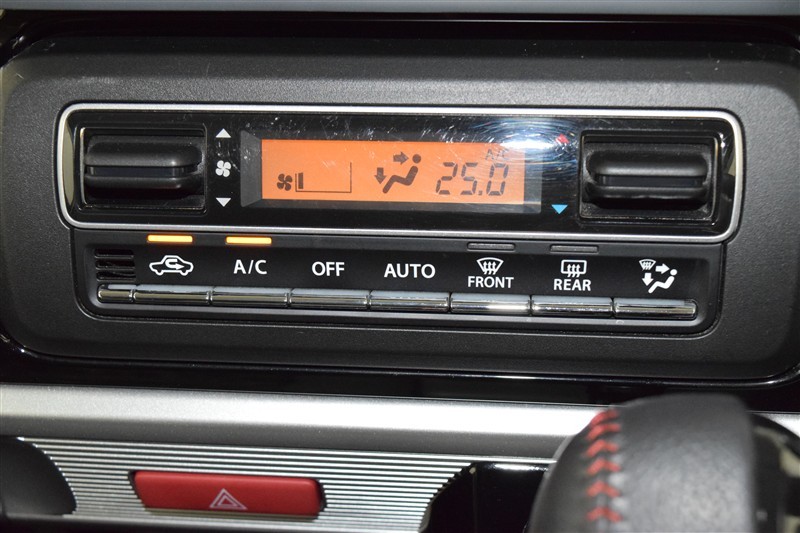 25.0
A/C OFF AUTO FRONT REAR